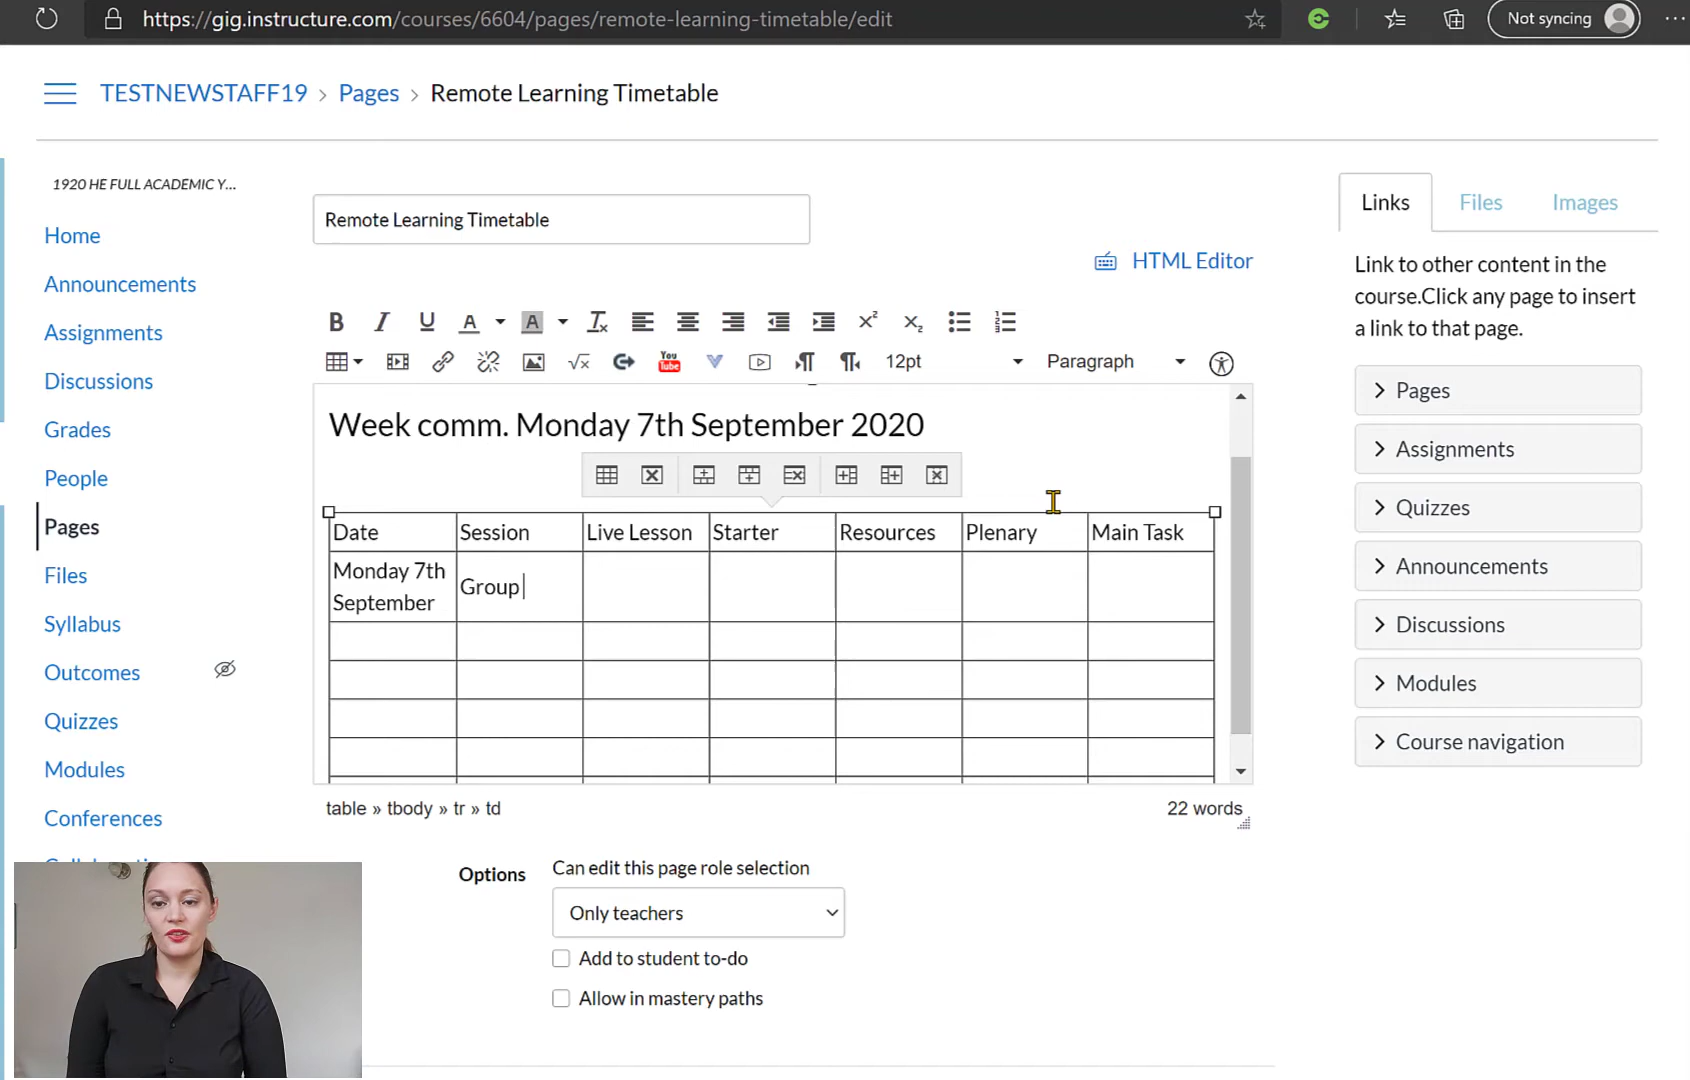 https://gig.instructure.com/courses/6604/pages/remote-learning-timetable/edit
Not syncing
TESTNEWSTAFF19 > Pages > Remote Learning Timetable
1920 HE FULL ACADEMIC Y...
Home
Announcements
Assignments
Discussions
Grades
People
Pages
Files
Syllabus
Outcomes
Quizzes
Modules
Conferences
Remote Learning Timetable
HTML Editor
B I U A A
You Tube
12pt
Paragraph
Week comm. Monday 7th September 2020
Date Session Live Lesson Starter Resources Plenary Main Task
Monday 7th
September
Group
table » tbody » tr » td
22 words
Options
Can edit this page role selection
Only teachers
Add to student to-do
Allow in mastery paths
Links Files Images
Link to other content in the
course.Click any page to insert
a link to that page.
Pages
Assignments
Quizzes
Announcements
Discussions
Modules
Course navigation